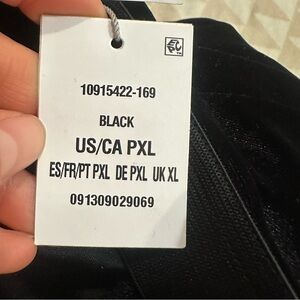 10915422-169
BLACK
US/CA PXL
ES/FR/PT PXL DE PXL UK XL
091309029069